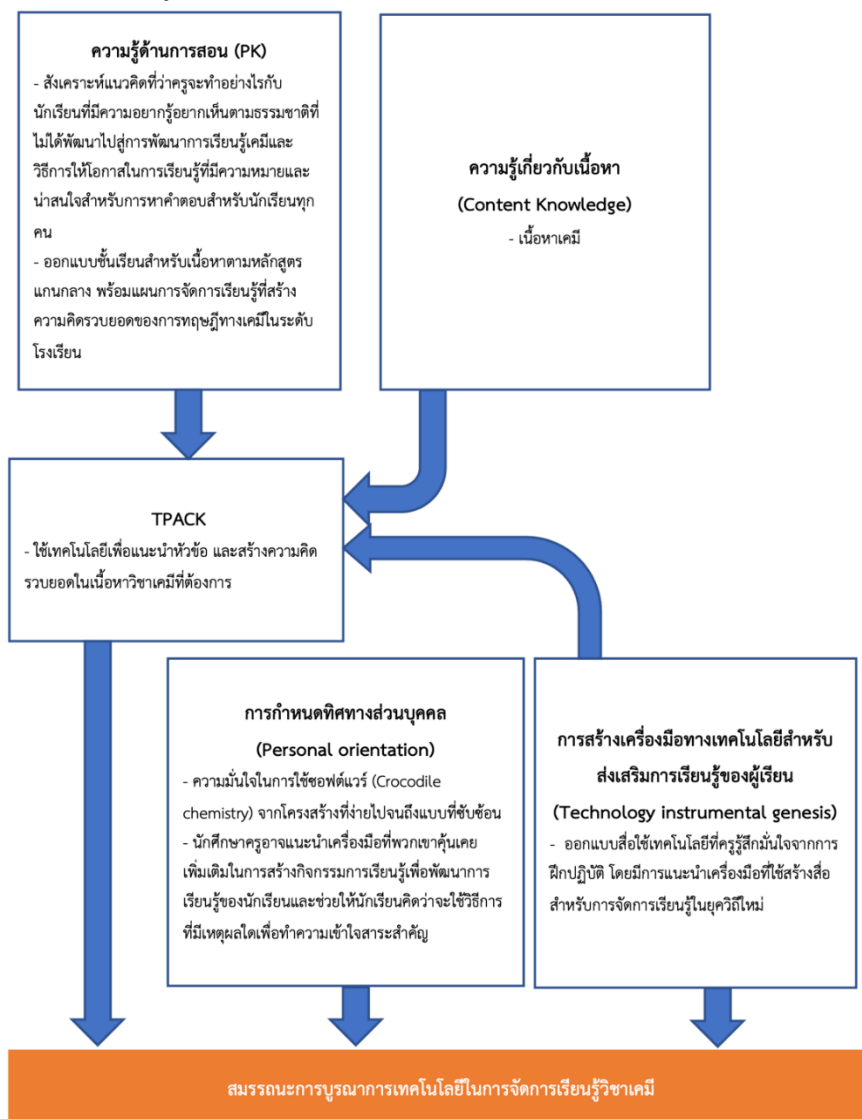 ความรู้ด้านการสอน (PK)
- สังเคราะห์แนวคิดที่ว่าครูจะทำอย่างไรกับ
นักเรียนที่มีความอยากรู้อยากเห็นตามธรรมชาติที่
ไม่ได้พัฒนาไปสู่การพัฒนาการเรียนรู้เคมีและ
วิธีการให้โอกาสในการเรียนรู้ที่มีความหมายและ
น่าสนใจสำหรับการหาคำตอบสำหรับนักเรียนทุก
คน
- ออกแบบชั้นเรียนสำหรับเนื้อหาตามหลักสูตร
แกนกลาง พร้อมแผนการจัดการเรียนรู้ที่สร้าง
ความคิดรวบยอดของการทฤษฎีทางเคมีในระดับ
โรงเรียน
ความรู้เกี่ยวกับเนื้อหา
(Content Knowledge)
- เนื้อหาเคมี
TPACK
- ใช้เทคโนโลยีเพื่อแนะนำหัวข้อ และสร้างความคิด
รวบยอดในเนื้อหาวิชาเคมีที่ต้องการ
การกำหนดทิศทางส่วนบุคคล
(Personal orientation)
- ความมั่นใจในการใช้ซอฟต์แวร์ (Crocodile
chemistry) จากโครงสร้างที่ง่ายไปจนถึงแบบที่ซับซ้อน
- นักศึกษาครูอาจแนะนำเครื่องมือที่พวกเขาคุ้นเคย
เพิ่มเติมในการสร้างกิจกรรมการเรียนรู้เพื่อพัฒนาการ
เรียนรู้ของนักเรียนและช่วยให้นักเรียนคิดว่าจะใช้วิธีการ
ที่มีเหตุผลใดเพื่อทำความเข้าใจสาระสำคัญ
การสร้างเครื่องมือทางเทคโนโลยีสำหรับ
ส่งเสริมการเรียนรู้ของผู้เรียน
(Technology instrumental genesis)
- ออกแบบสื่อใช้เทคโนโลยีที่ครูรู้สึกมั่นใจจากการ
ฝึกปฏิบัติ โดยมีการแนะนำเครื่องมือที่ใช้สร้างสื่อ
สำหรับการจัดการเรียนรู้ในยุควิถีใหม่
สมรรถนะการบูรณาการเทคโนโลยีในการจัดการเรียนรู้วิชาเคมี